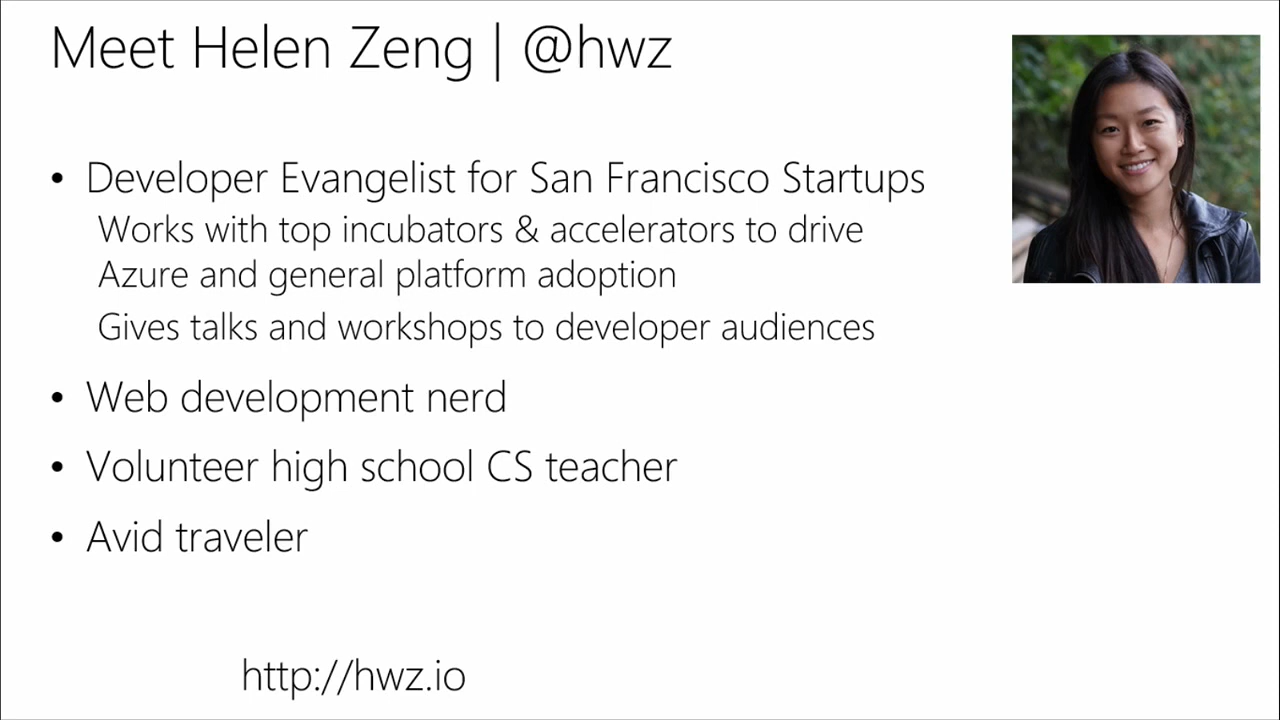 Meet Helen Zeng | @hwz
• Developer Evangelist for San Francisco Startups
Works with top incubators & accelerators to drive
Azure and general platform adoption
Gives talks and workshops to developer audiences
• Web development nerd
• Volunteer high school CS teacher
• Avid traveler
http://hwz.io